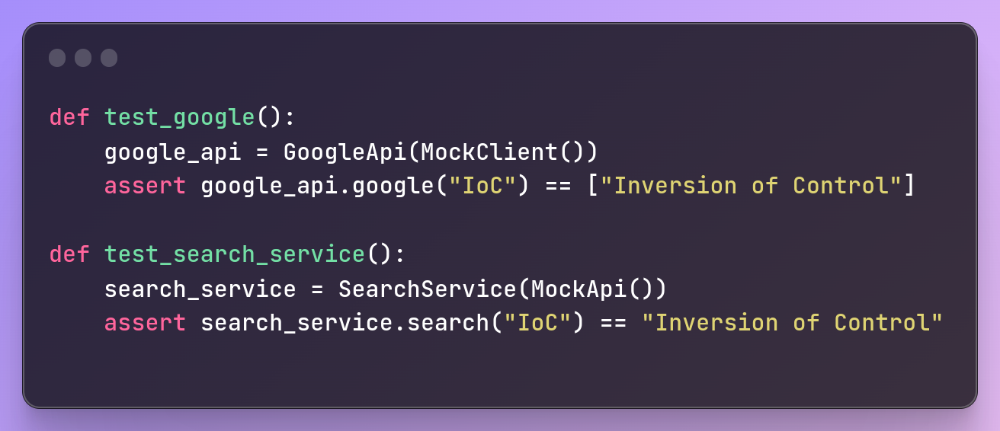 def test_google():
    google_api = GoogleApi(MockClient())
    assert google_api.google("IoC") == ["Inversion of Control"]

def test_search_service():
    search_service = SearchService(MockApi())
    assert search_service.search("IoC") == "Inversion of Control"